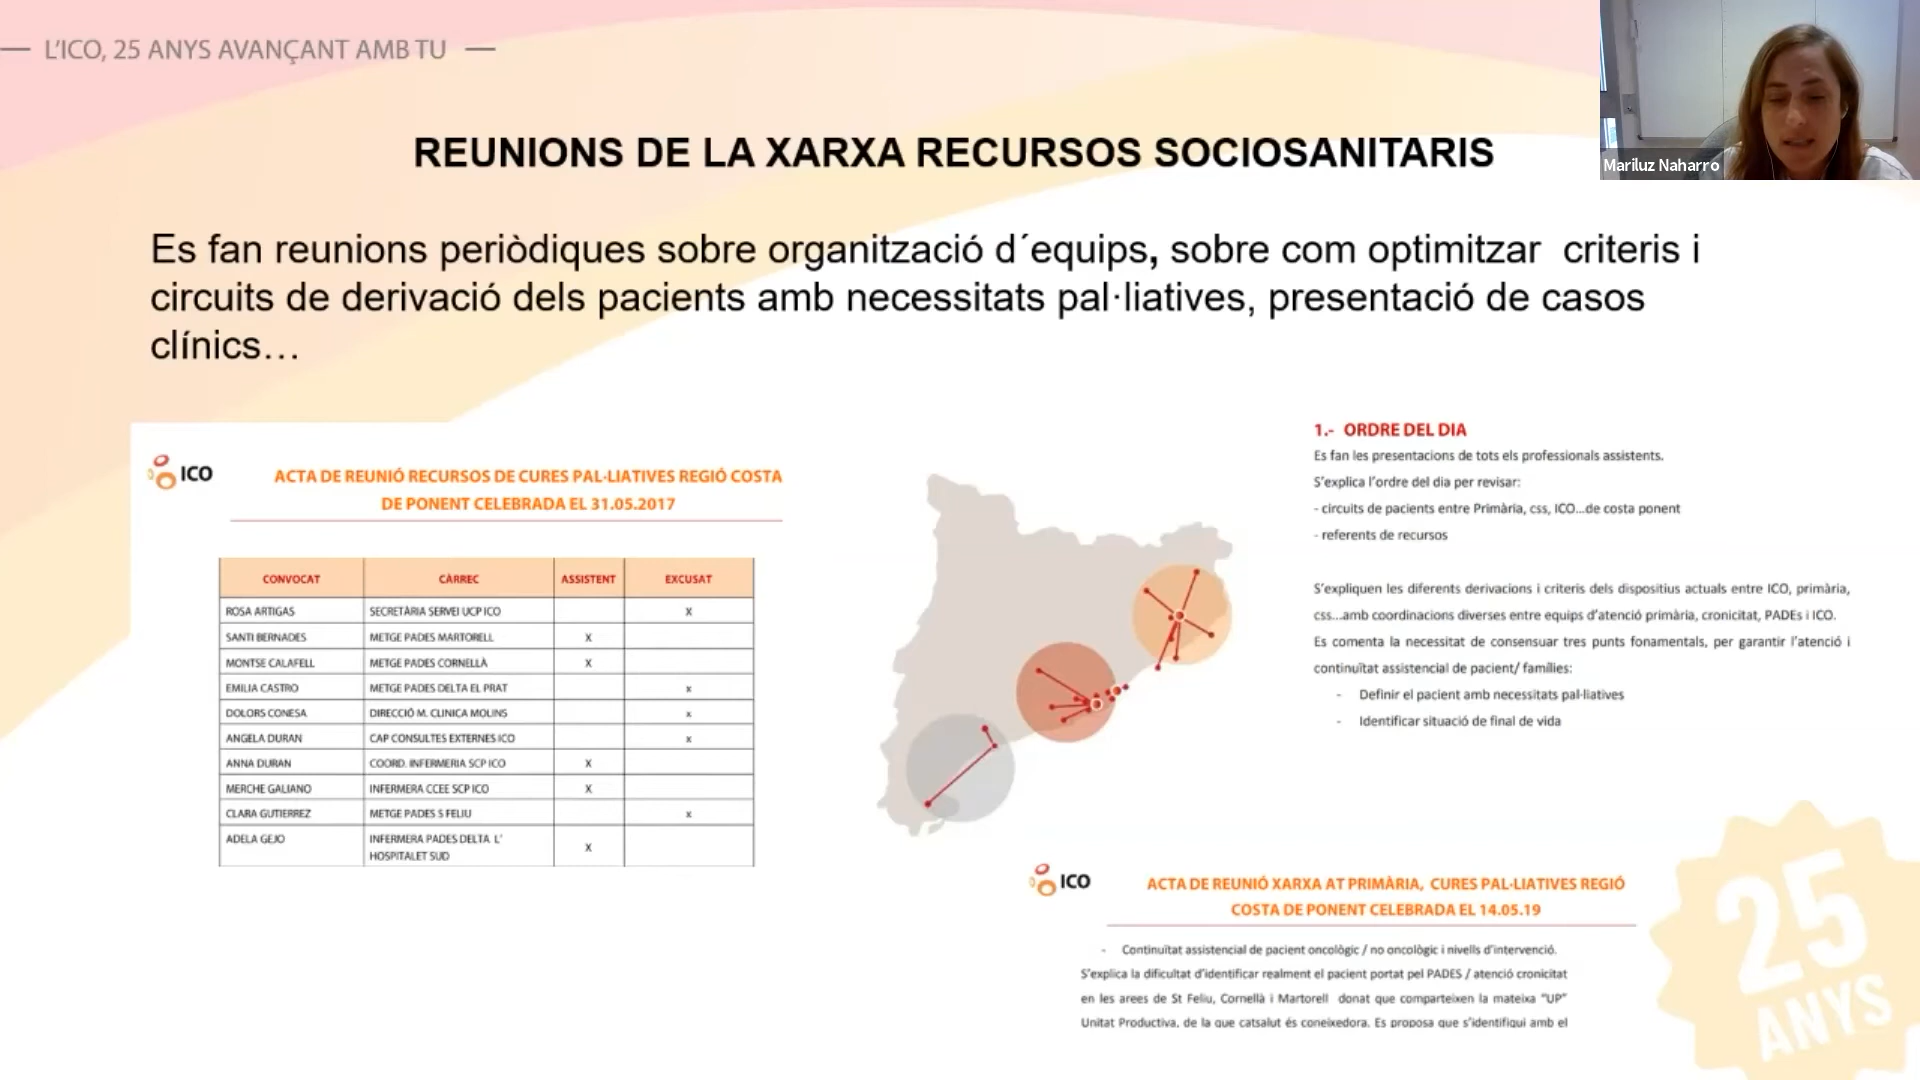 L'ICO, 25 ANYS AVANÇANT AMB TU
Mariluz Naharro
REUNIONS DE LA XARXA RECURSOS SOCIOSANITARIS
Es fan reunions periòdiques sobre organització d´equips, sobre com optimitzar criteris i
circuits de derivació dels pacients amb necessitats pal·liatives, presentació de casos
clínics…
ICO
ACTA DE REUNIÓ RECURSOS DE CURES PAL·LIATIVES REGIÓ COSTA
DE PONENT CELEBRADA EL 31.05.2017
CONVOCAT CÀRREC ASSISTENT EXCUSAT
ROSA ARTIGAS SECRETÀRIA SERVEI UCP ICO X
SANTI BERNADES METGE PADES MARTORELL X
MONTSE CALAFELL METGE PADES CORNELLÀ X
EMILIA CASTRO METGE PADES DELTA EL PRAT x
DOLORS CONESA DIRECCIÓ M. CLINICA MOLINS x
ANGELA DURAN CAP CONSULTES EXTERNES ICO x
ANNA DURAN COORD. INFERMERIA SCP ICO X
MERCHE GALIANO INFERMERA CCEE SCP ICO X
CLARA GUTIERREZ METGE PADES S FELIU x
ADELA GEJO INFERMERA PADES DELTA L'
HOSPITALET SUD X
1.- ORDRE DEL DIA
Es fan les presentacions de tots els professionals assistents.
S'explica l'ordre del dia per revisar:
- circuits de pacients entre Primària, css, ICO...de costa ponent
- referents de recursos
S'expliquen les diferents derivacions i criteris dels dispositius actuals entre ICO, primària,
css...amb coordinacions diverses entre equips d'atenció primària, cronicitat, PADEs i ICO.
Es comenta la necessitat de consensuar tres punts fonamentals, per garantir l'atenció i
continuïtat assistencial de pacient/ famílies:
- Definir el pacient amb necessitats pal·liatives
- Identificar situació de final de vida
ICO
ACTA DE REUNIÓ XARXA AT PRIMÀRIA, CURES PAL·LIATIVES REGIÓ
COSTA DE PONENT CELEBRADA EL 14.05.19
- Continuïtat assistencial de pacient oncològic / no oncològic i nivells d'intervenció.
S'explica la dificultat d'identificar realment el pacient portat pel PADES / atenció cronicitat
en les arees de St Feliu, Cornellà i Martorell donat que comparteixen la mateixa "UP"
Unitat Productiva, de la que catsalut és coneixedora. Es proposa que s'identifiqui amb el
25
ANYS